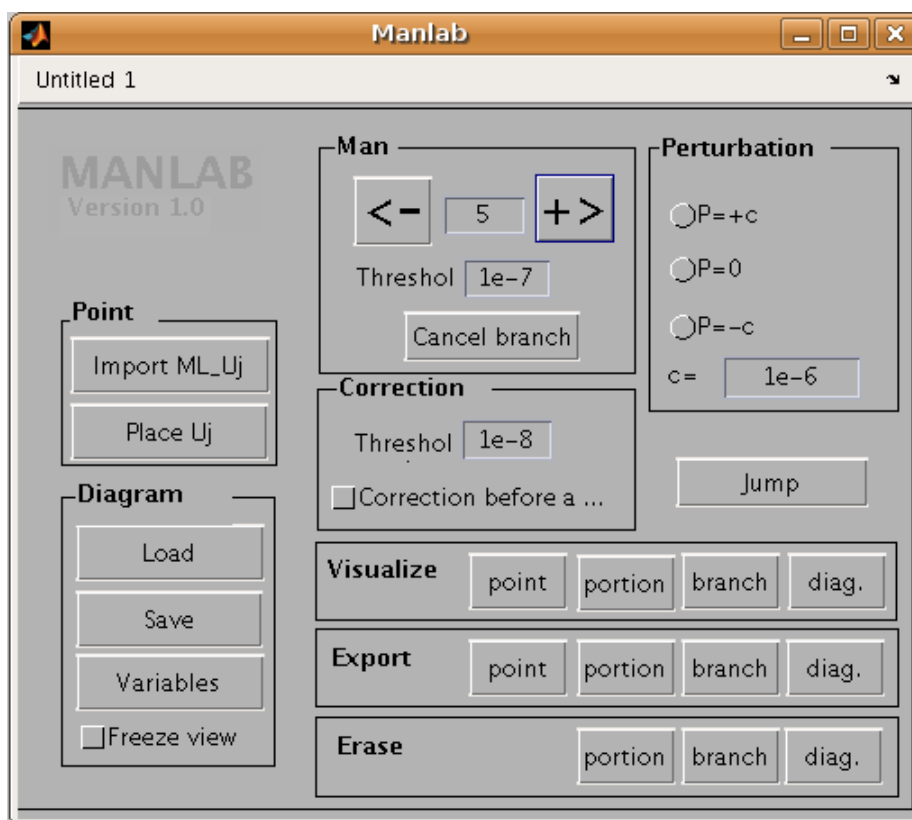 Manlab
Untitled 1
MANLAB
Version 1.0
Man
<-
5
+>
Threshol 1e-7
Cancel branch
Perturbation
P=+c
P=0
P=-c
c= 1e-6
Point
Import ML_Uj
Place Uj
Correction
Threshol 1e-8
Correction before a ...
Jump
Diagram
Load
Save
Variables
Freeze view
Visualize point portion branch diag.
Export point portion branch diag.
Erase portion branch diag.